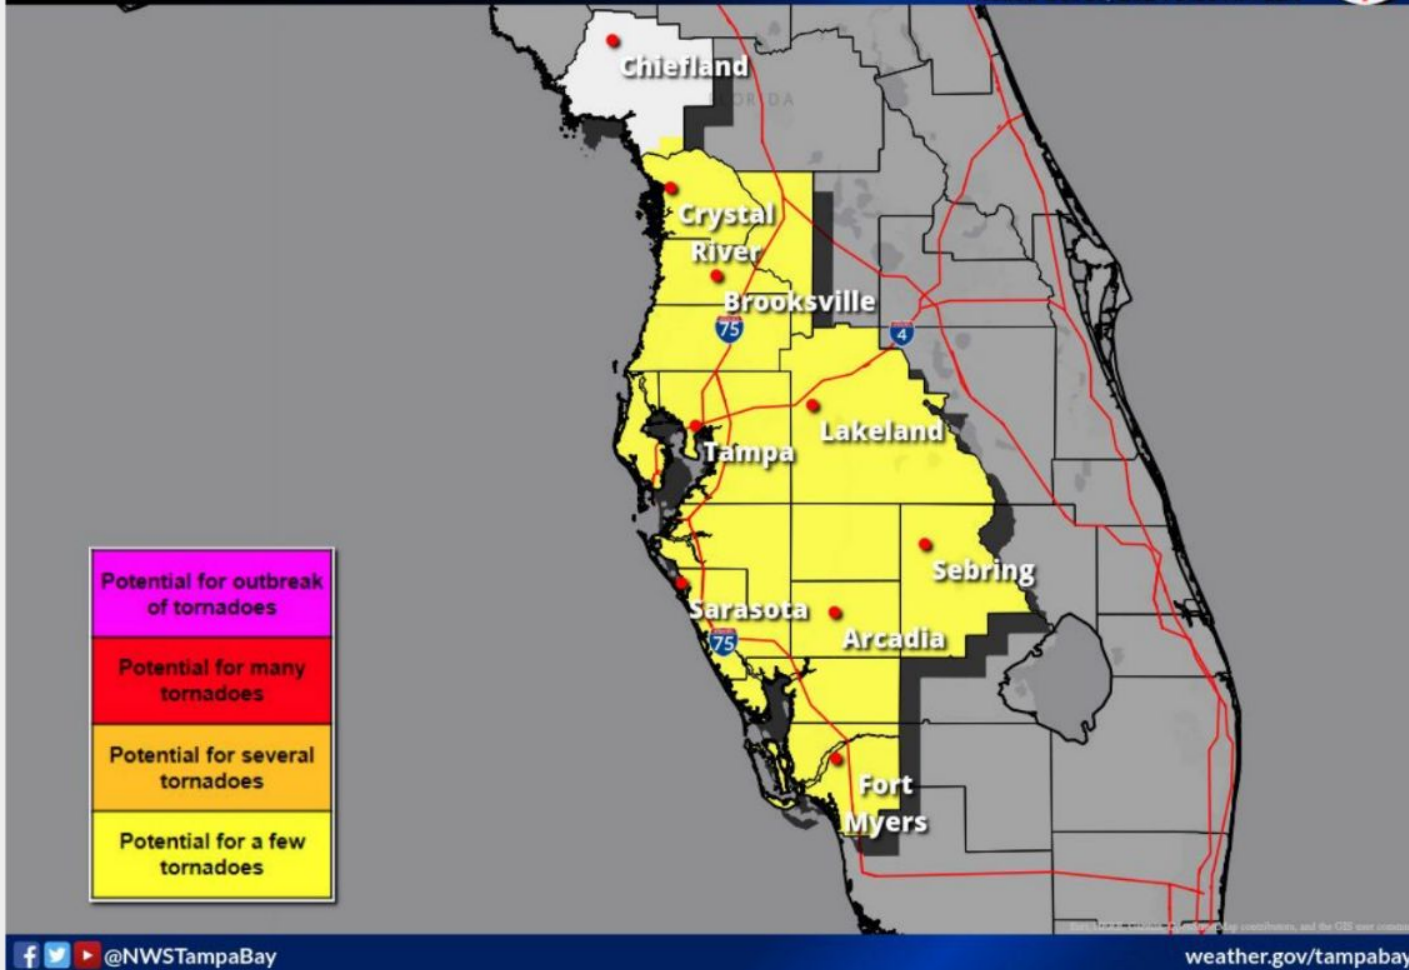 Chiefland
FLORIDA
Crystal
River
Brooksville
75
4
Lakeland
Tampa
Sebring
Sarasota
Arcadia
75
Fort
Myers
Potential for outbreak
of tornadoes
Potential for many
tornadoes
Potential for several
tornadoes
Potential for a few
tornadoes
@NWSTampaBay
weather.gov/tampabay